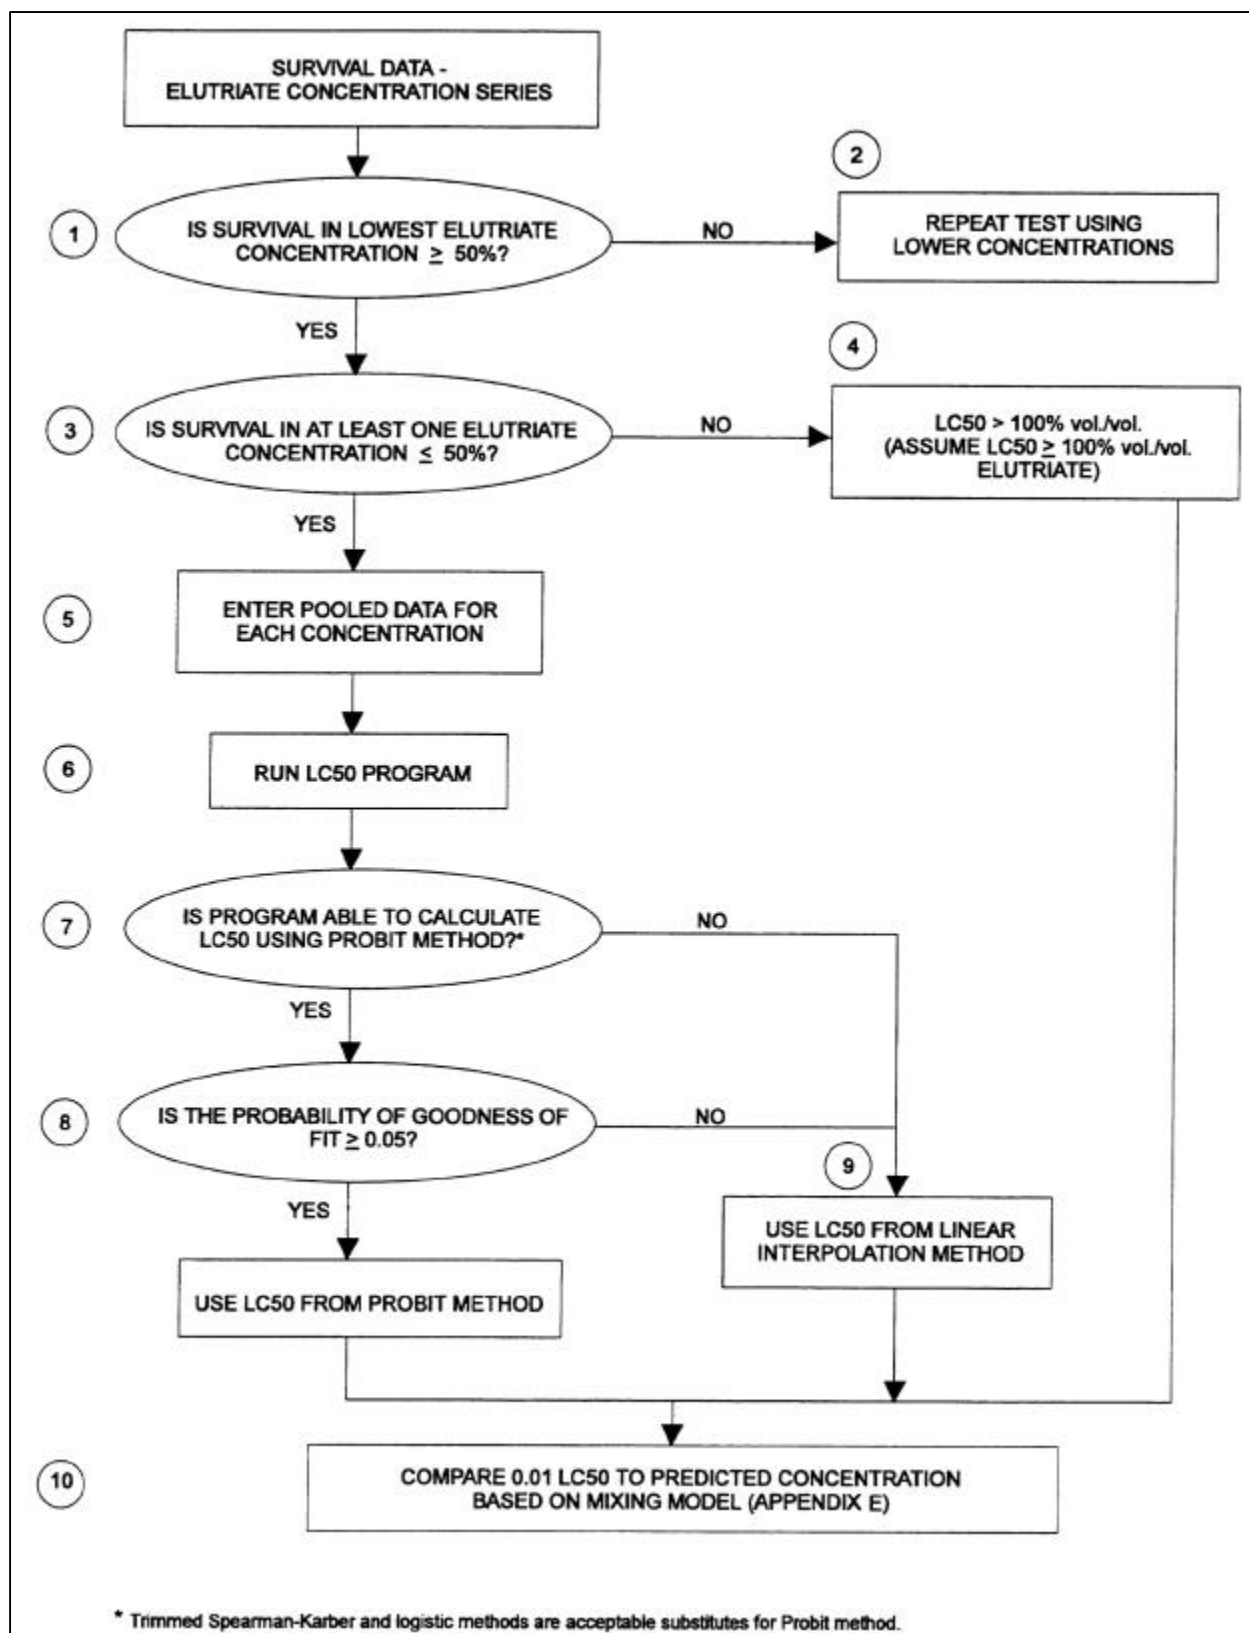 SURVIVAL DATA -
ELUTRIATE CONCENTRATION SERIES
2
1
IS SURVIVAL IN LOWEST ELUTRIATE
CONCENTRATION ≥ 50%?
NO
REPEAT TEST USING
LOWER CONCENTRATIONS
YES
4
3
IS SURVIVAL IN AT LEAST ONE ELUTRIATE
CONCENTRATION ≤ 50%?
NO
LC50 > 100% vol./vol.
(ASSUME LC50 ≥ 100% vol./vol.
ELUTRIATE)
YES
5
ENTER POOLED DATA FOR
EACH CONCENTRATION
6
RUN LC50 PROGRAM
7
IS PROGRAM ABLE TO CALCULATE
LC50 USING PROBIT METHOD?*
NO
YES
8
IS THE PROBABILITY OF GOODNESS OF
FIT ≥ 0.05?
NO
9
YES
USE LC50 FROM LINEAR
INTERPOLATION METHOD
USE LC50 FROM PROBIT METHOD
10
COMPARE 0.01 LC50 TO PREDICTED CONCENTRATION
BASED ON MIXING MODEL (APPENDIX E)
* Trimmed Spearman-Karber and logistic methods are acceptable substitutes for Probit method.